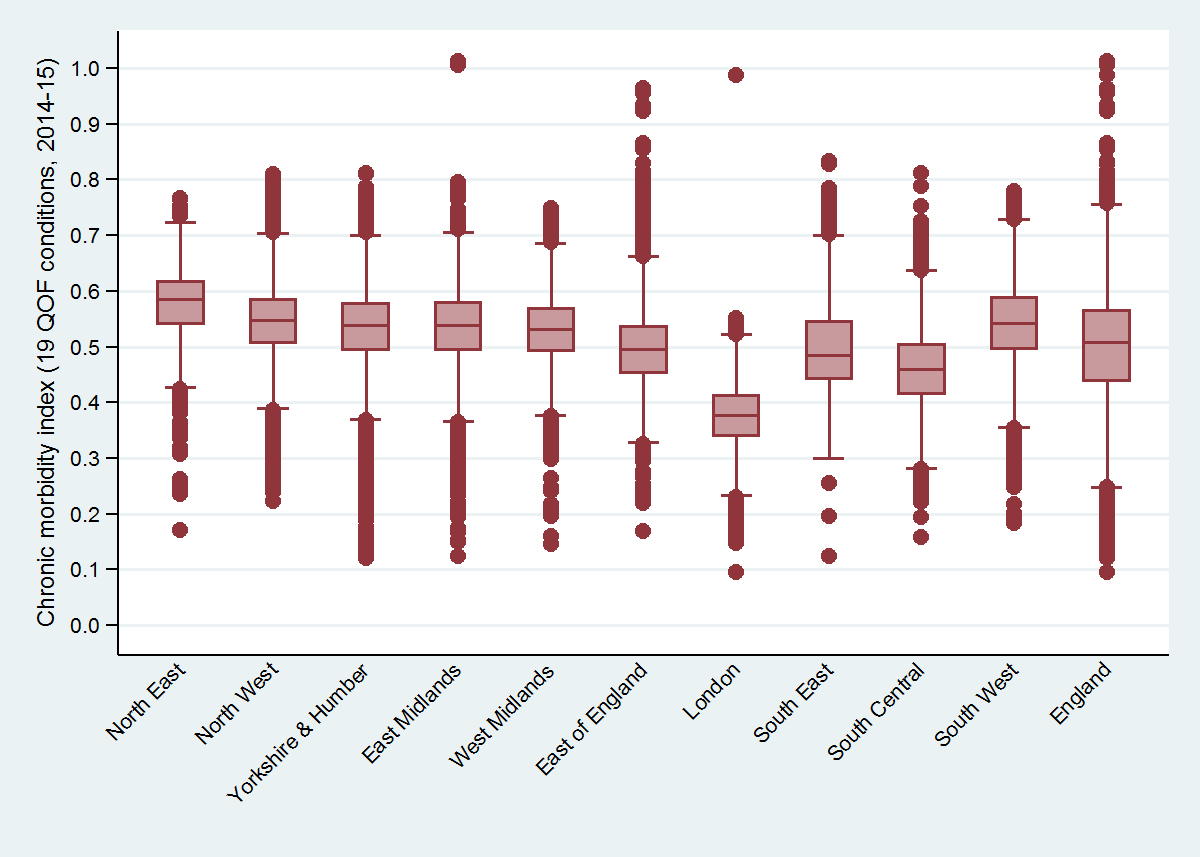 Chronic morbidity index (19 QOF conditions, 2014-15)
1.0
0.9
0.8
0.7
0.6
0.5
0.4
0.3
0.2
0.1
0.0
North East
North West
Yorkshire & Humber
East Midlands
West Midlands
East of England
London
South East
South Central
South West
England